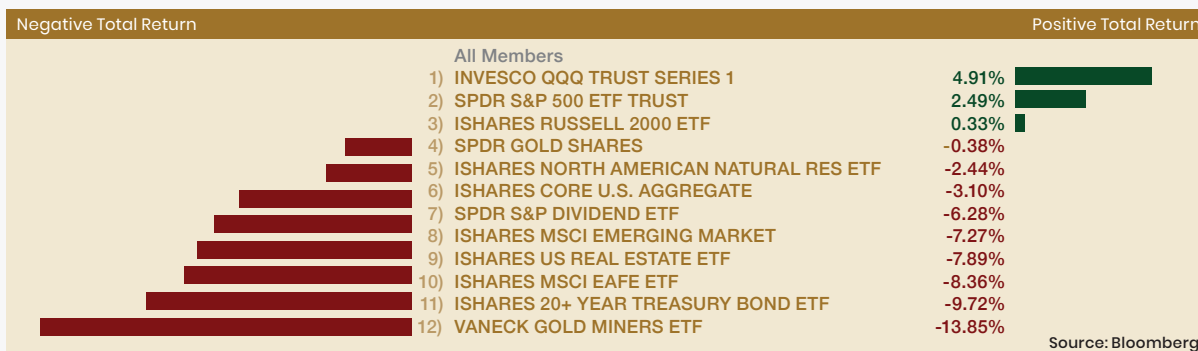 Negative Total Return Positive Total Return
All Members
1) INVESCO QQQ TRUST SERIES 1 4.91%
2) SPDR S&P 500 ETF TRUST 2.49%
3) ISHARES RUSSELL 2000 ETF 0.33%
4) SPDR GOLD SHARES -0.38%
5) ISHARES NORTH AMERICAN NATURAL RES ETF -2.44%
6) ISHARES CORE U.S. AGGREGATE -3.10%
7) SPDR S&P DIVIDEND ETF -6.28%
8) ISHARES MSCI EMERGING MARKET -7.27%
9) ISHARES US REAL ESTATE ETF -7.89%
10) ISHARES MSCI EAFE ETF -8.36%
11) ISHARES 20+ YEAR TREASURY BOND ETF -9.72%
12) VANECK GOLD MINERS ETF -13.85%
Source: Bloomberg